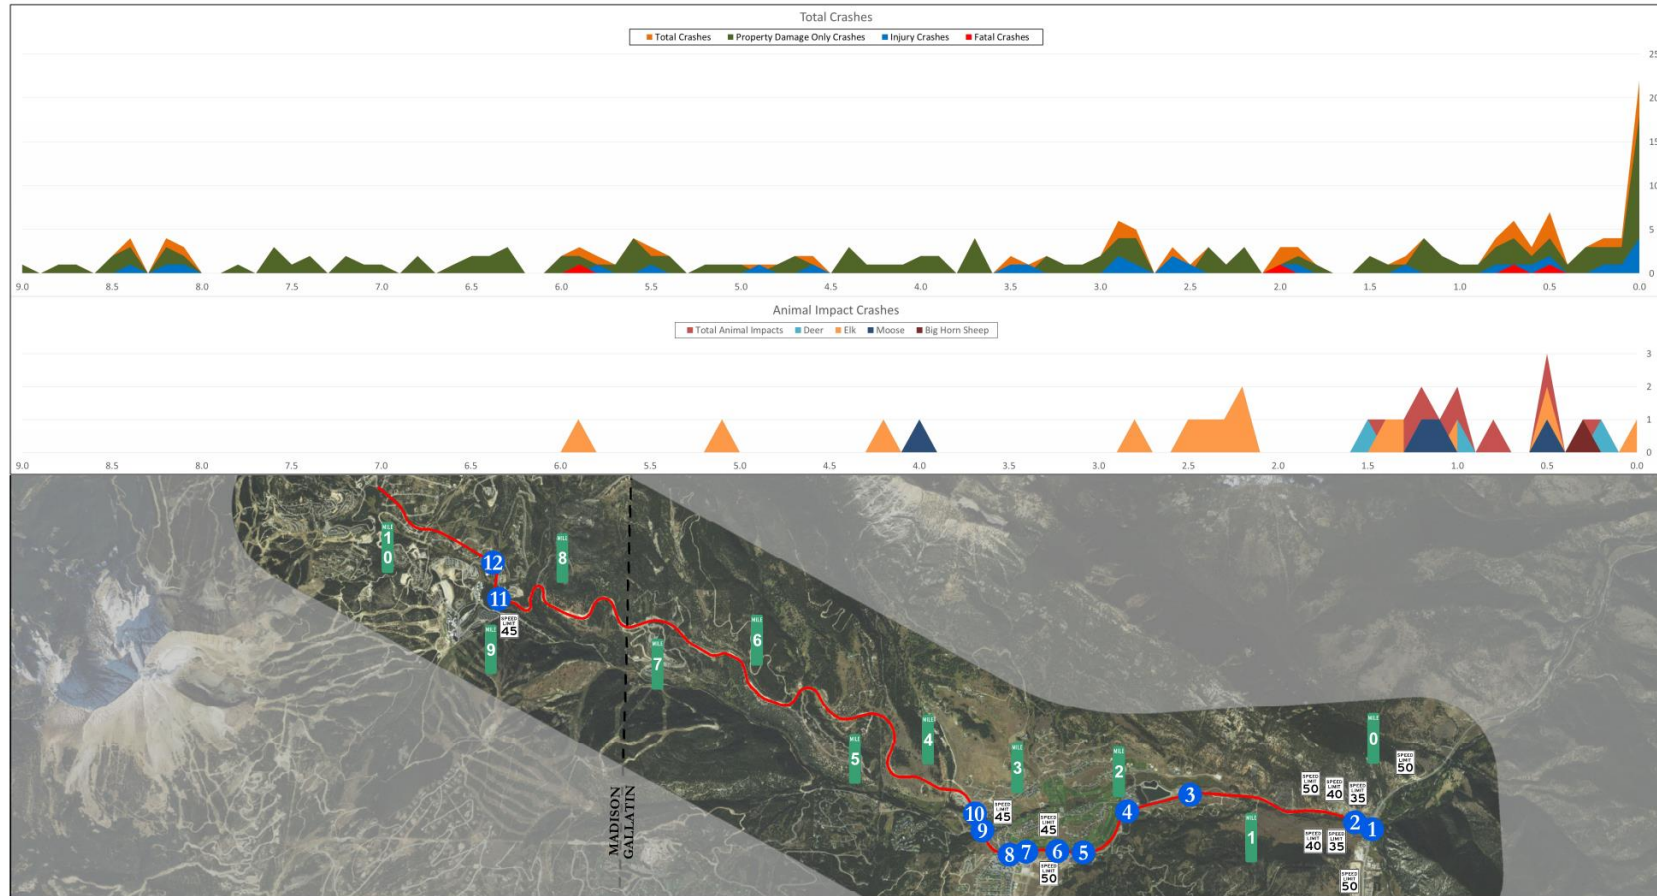 Total Crashes
Total Crashes Property Damage Only Crashes Injury Crashes Fatal Crashes
25
20
15
10
5
0
9.0 8.5 8.0 7.5 7.0 6.5 6.0 5.5 5.0 4.5 4.0 3.5 3.0 2.5 2.0 1.5 1.0 0.5 0.0
Animal Impact Crashes
Total Animal Impacts Deer Elk Moose Big Horn Sheep
3
2
1
0
9.0 8.5 8.0 7.5 7.0 6.5 6.0 5.5 5.0 4.5 4.0 3.5 3.0 2.5 2.0 1.5 1.0 0.5 0.0
MILE
10
12
MILE
8
11
SPEED
LIMIT
45
MILE
9
MILE
7
MILE
6
MILE
5
MILE
4
MILE
3
MILE
2
MILE
0
SPEED
LIMIT
50
SPEED
LIMIT
50
SPEED
LIMIT
40
SPEED
LIMIT
35
MADISON
GALLATIN
10
SPEED
LIMIT
45
9
8
7
6
5
SPEED
LIMIT
45
SPEED
LIMIT
50
4
3
MILE
1
2
1
SPEED
LIMIT
40
SPEED
LIMIT
35
SPEED
LIMIT
50